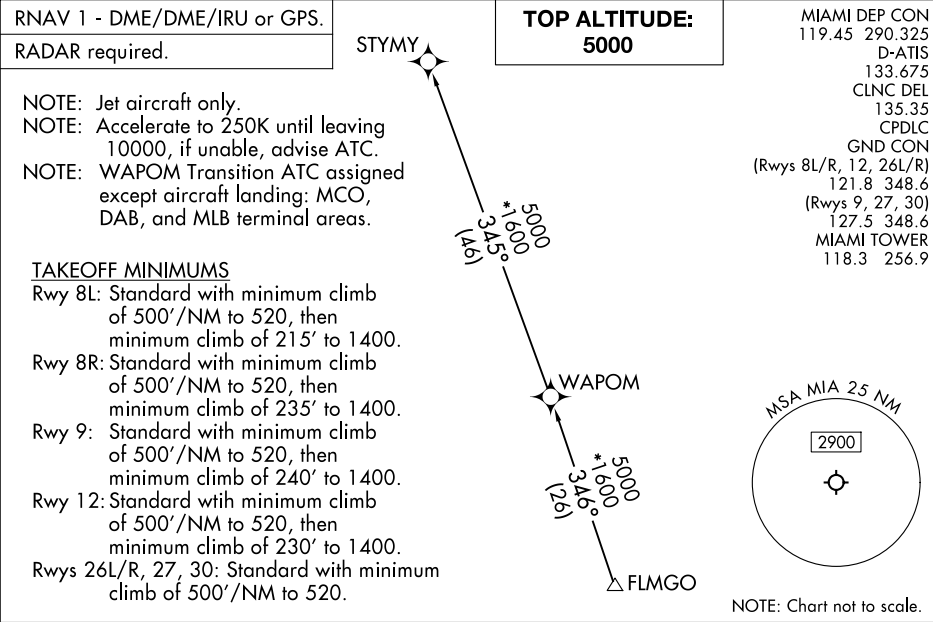 RNAV 1 - DME/DME/IRU or GPS.
RADAR required.
TOP ALTITUDE:
5000
MIAMI DEP CON
119.45 290.325
D-ATIS
133.675
CLNC DEL
135.35
CPDLC
GND CON
(Rwys 8L/R, 12, 26L/R)
121.8 348.6
(Rwys 9, 27, 30)
127.5 348.6
MIAMI TOWER
118.3 256.9
NOTE: Jet aircraft only.
NOTE: Accelerate to 250K until leaving
10000, if unable, advise ATC.
NOTE: WAPOM Transition ATC assigned
except aircraft landing: MCO,
DAB, and MLB terminal areas.
TAKEOFF MINIMUMS
Rwy 8L: Standard with minimum climb
of 500'/NM to 520, then
minimum climb of 215' to 1400.
Rwy 8R: Standard with minimum climb
of 500'/NM to 520, then
minimum climb of 235' to 1400.
Rwy 9: Standard with minimum climb
of 500'/NM to 520, then
minimum climb of 240' to 1400.
Rwy 12: Standard wtih minimum climb
of 500'/NM to 520, then
minimum climb of 230' to 1400.
Rwys 26L/R, 27, 30: Standard with minimum
climb of 500'/NM to 520.
STYMY
5000
*1600
345°
(46)
WAPOM
5000
*1600
346°
(26)
FLMGO
MSA MIA 25 NM
2900
NOTE: Chart not to scale.